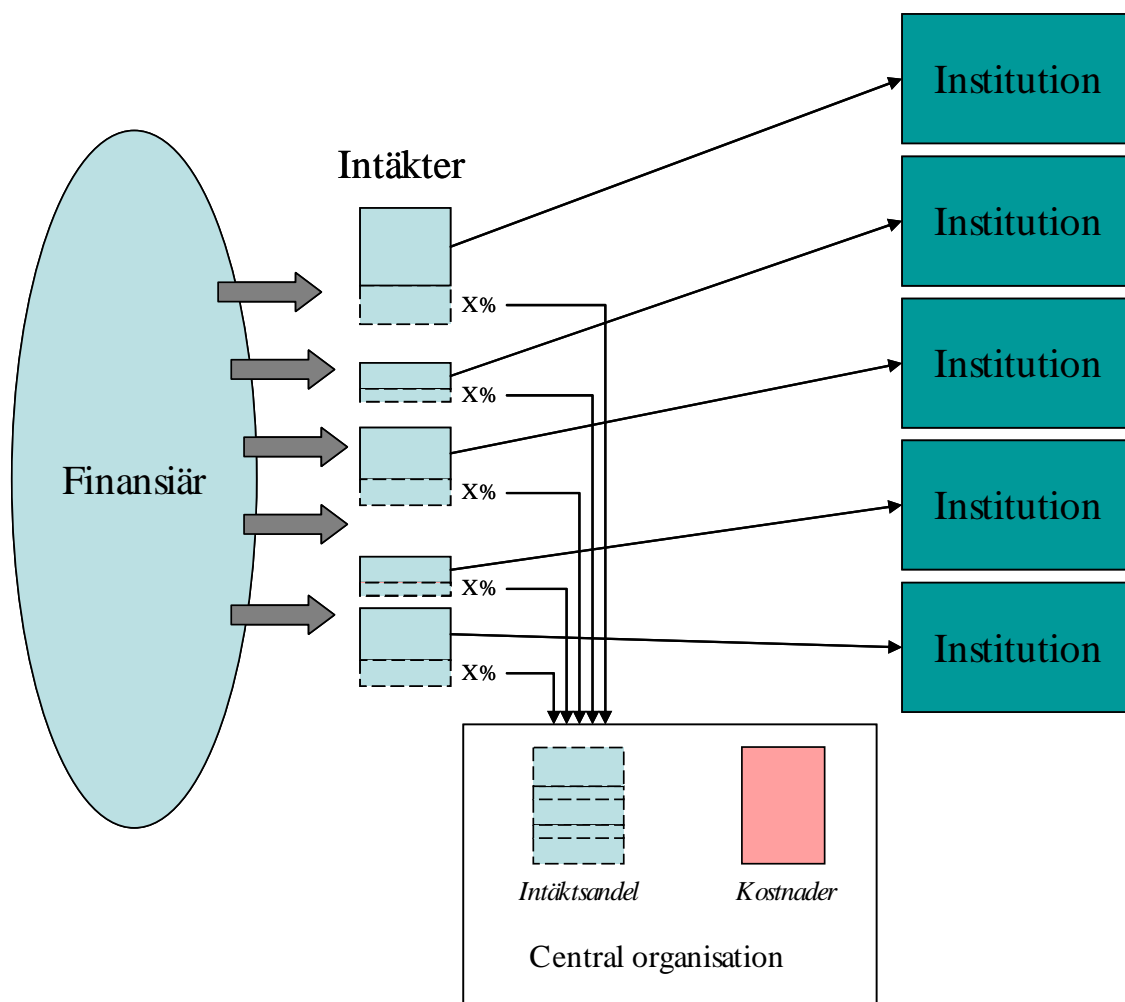 Institution
Intäkter
Institution
X%
Institution
X%
Finansiär
X%
Institution
X%
Institution
X%
Intäktsandel
Kostnader
Central organisation